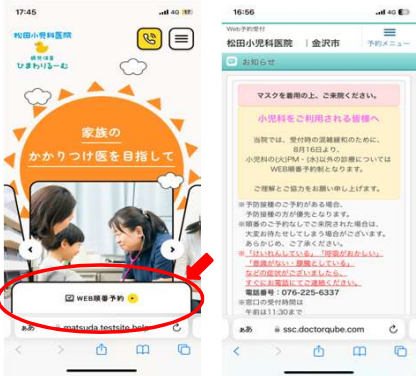 17:45
4G
松田小児科医院
病児保育
ひまわりるーむ
家族の
かかりつけ医を目指して
WEB順番予約
ああ
matsuda.testsite.bele
16:56
4G
Web予約受付
松田小児科医院 | 金沢市
予約メニュー
お知らせ
マスクを着用の上、ご来院ください。
小児科をご利用される皆様へ
当院では、受付時の混雑緩和のために、
8月16日より、
小児科の(火)PM・(水)以外の診療については
WEB順番予約制となります。
ご理解とご協力をお願い申し上げます。
※予防接種のご予約がある場合、
予防接種の方が優先となります。
※順番のご予約なしでご来院された場合は、
大変お待たせしてしまう場合がございます。
あらかじめ、ご了承ください。
※「けいれんしている」「呼吸がおかしい」
「意識がない・朦朧としている」
などの症状がございましたら、
すぐにお電話にてご連絡ください。
電話番号：076-225-6337
※窓口の受付時間は
午前は11:30まで
ああ
ssc.doctorqube.com